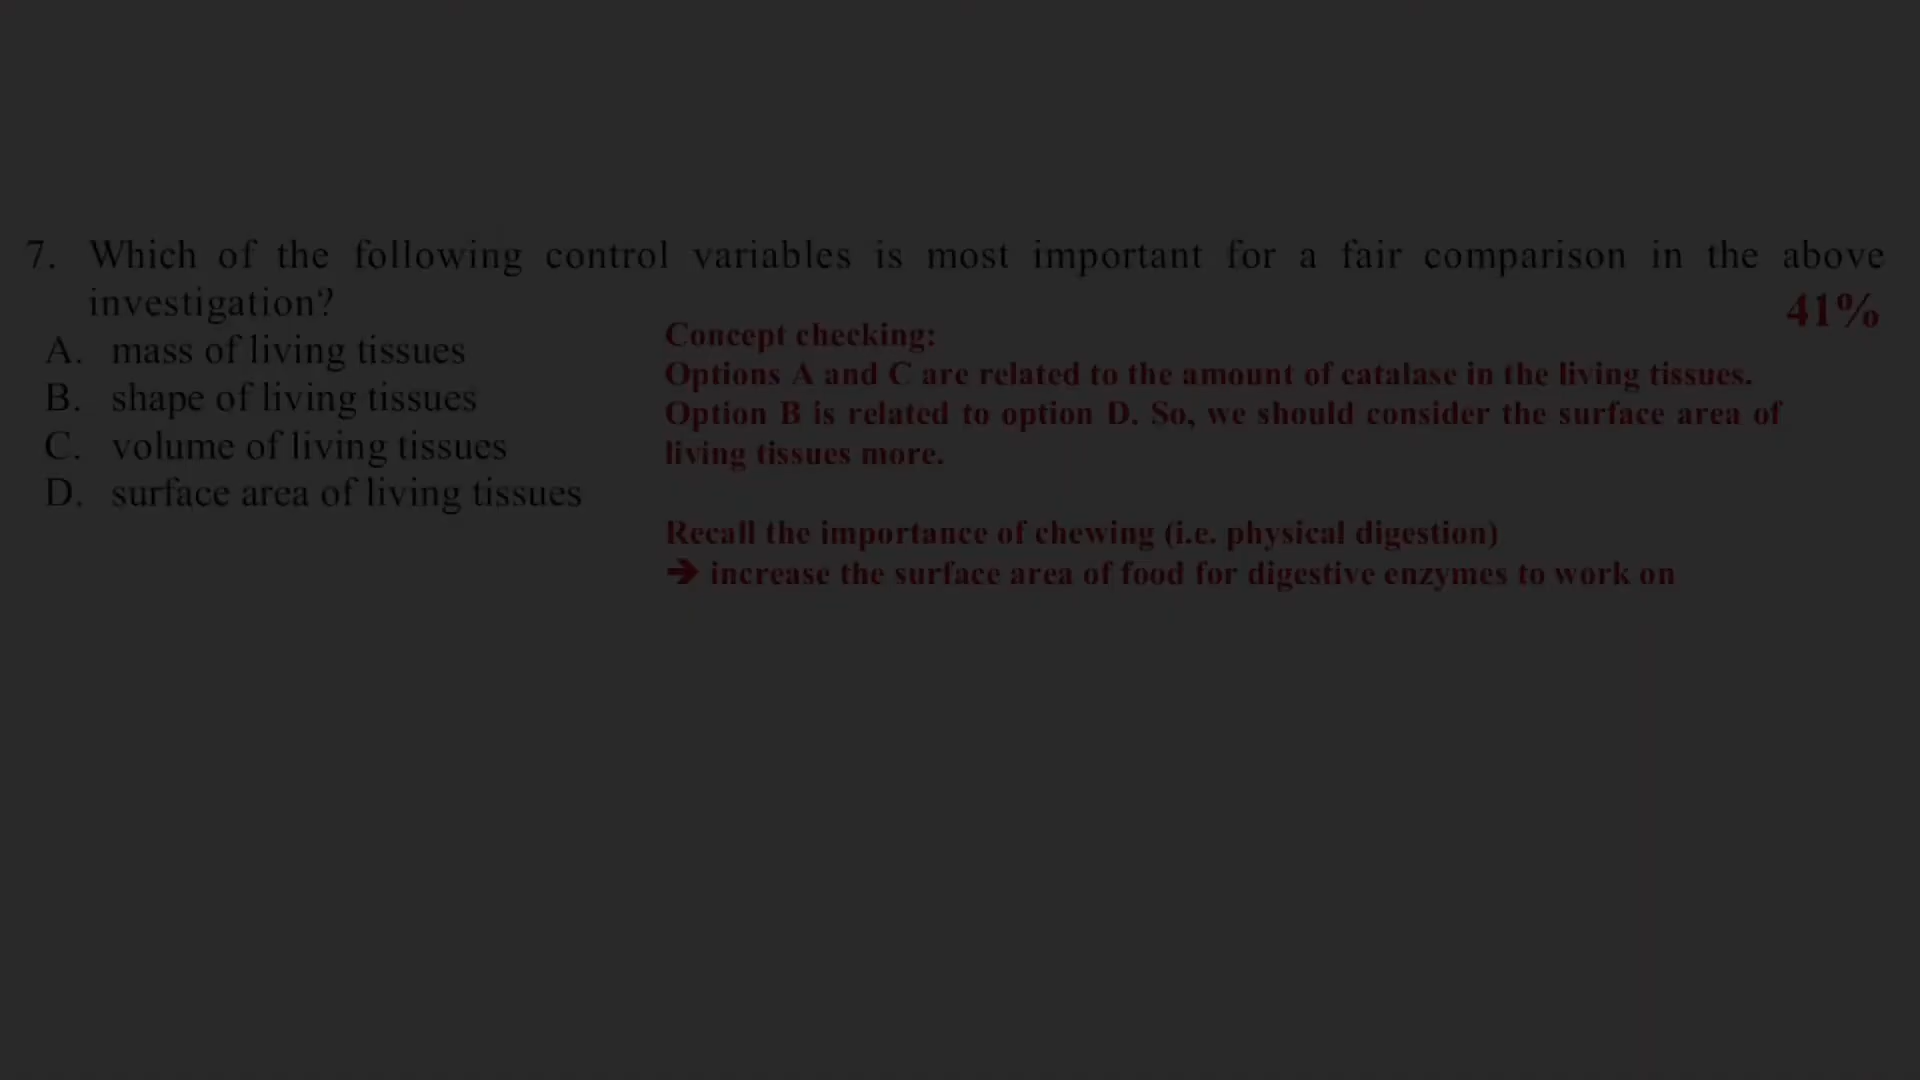 7. Which of the following control variables is most important for a fair comparison in the above
investigation?
41%
A. mass of living tissues
B. shape of living tissues
C. volume of living tissues
D. surface area of living tissues
Concept checking:
Options A and C are related to the amount of catalase in the living tissues.
Option B is related to option D. So, we should consider the surface area of
living tissues more.
Recall the importance of chewing (i.e. physical digestion)
➔ increase the surface area of food for digestive enzymes to work on